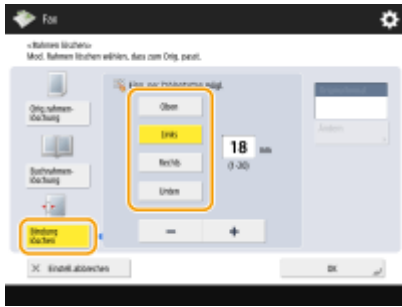 Fax
<Rahmen löschen>
Mod. Rahmen löschen wählen, dass zum Orig. passt.
Orig.rahmen-
löschung
Buchrahmen-
löschung
Bindung
löschen
Oben
Links
Rechts
Unten
18 mm
(1-20)
- +
Ändern
× Einstell. abbrechen
OK